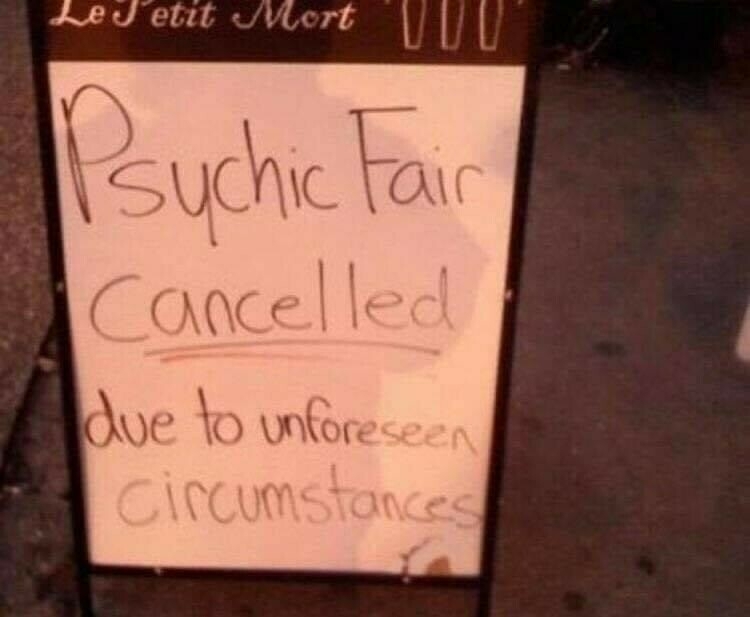 Le Petit Mort
Psychic Fair
Cancelled
due to unforeseen
circumstances